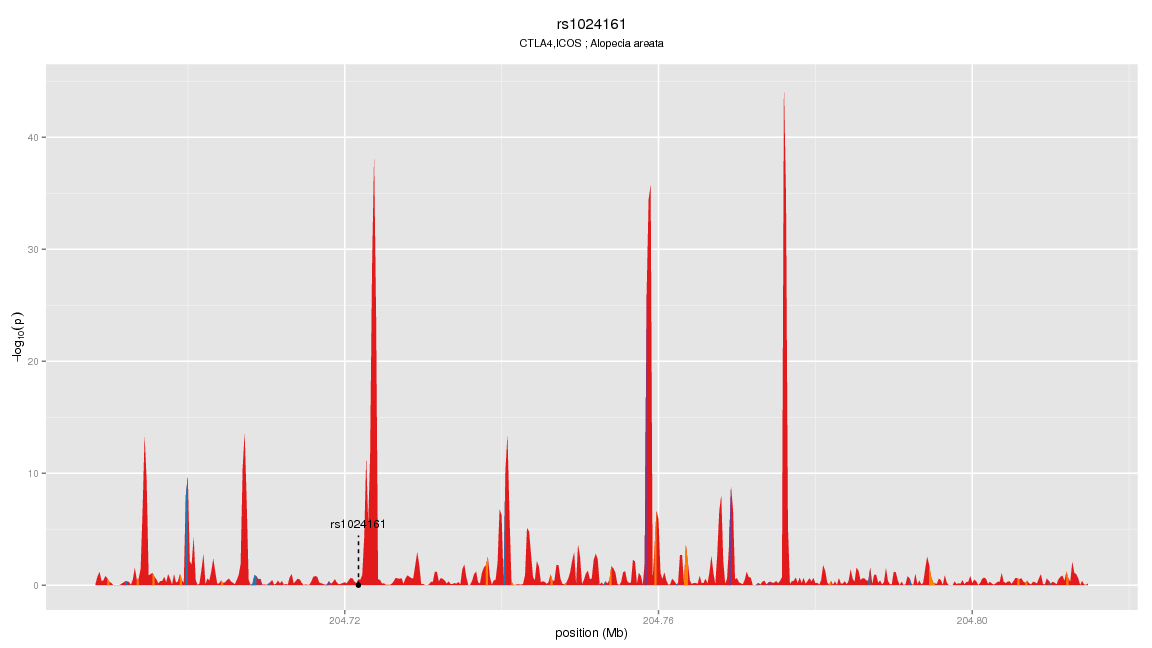 rs1024161
CTLA4,ICOS ; Alopecia areata
−log10(p)
40
30
20
10
0
rs1024161
204.72
204.76
204.80
position (Mb)